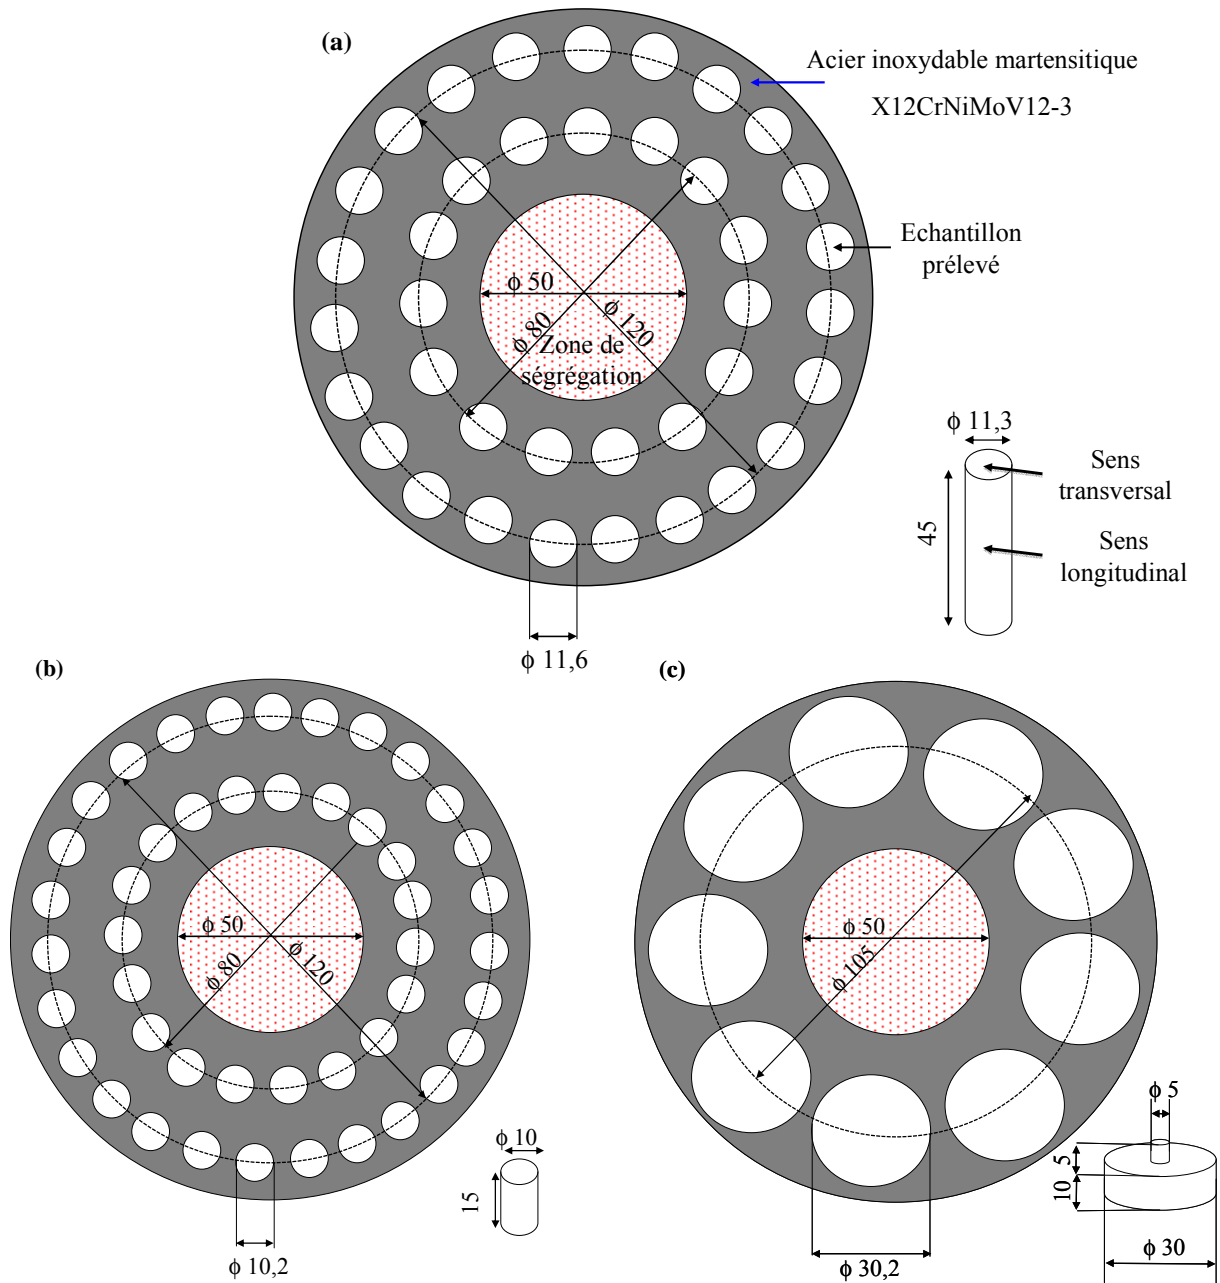 (a)
Acier inoxydable martensitique
X12CrNiMoV12-3
Echantillon
prélevé
ϕ 50
ϕ 80
ϕ 120
Zone de
ségrégation
ϕ 11,3
Sens
transversal
45
Sens
longitudinal
ϕ 11,6
(b)
ϕ 50
ϕ 80
ϕ 120
ϕ 10
15
ϕ 10,2
(c)
ϕ 50
ϕ 105
ϕ 5
5
10
ϕ 30
ϕ 30,2